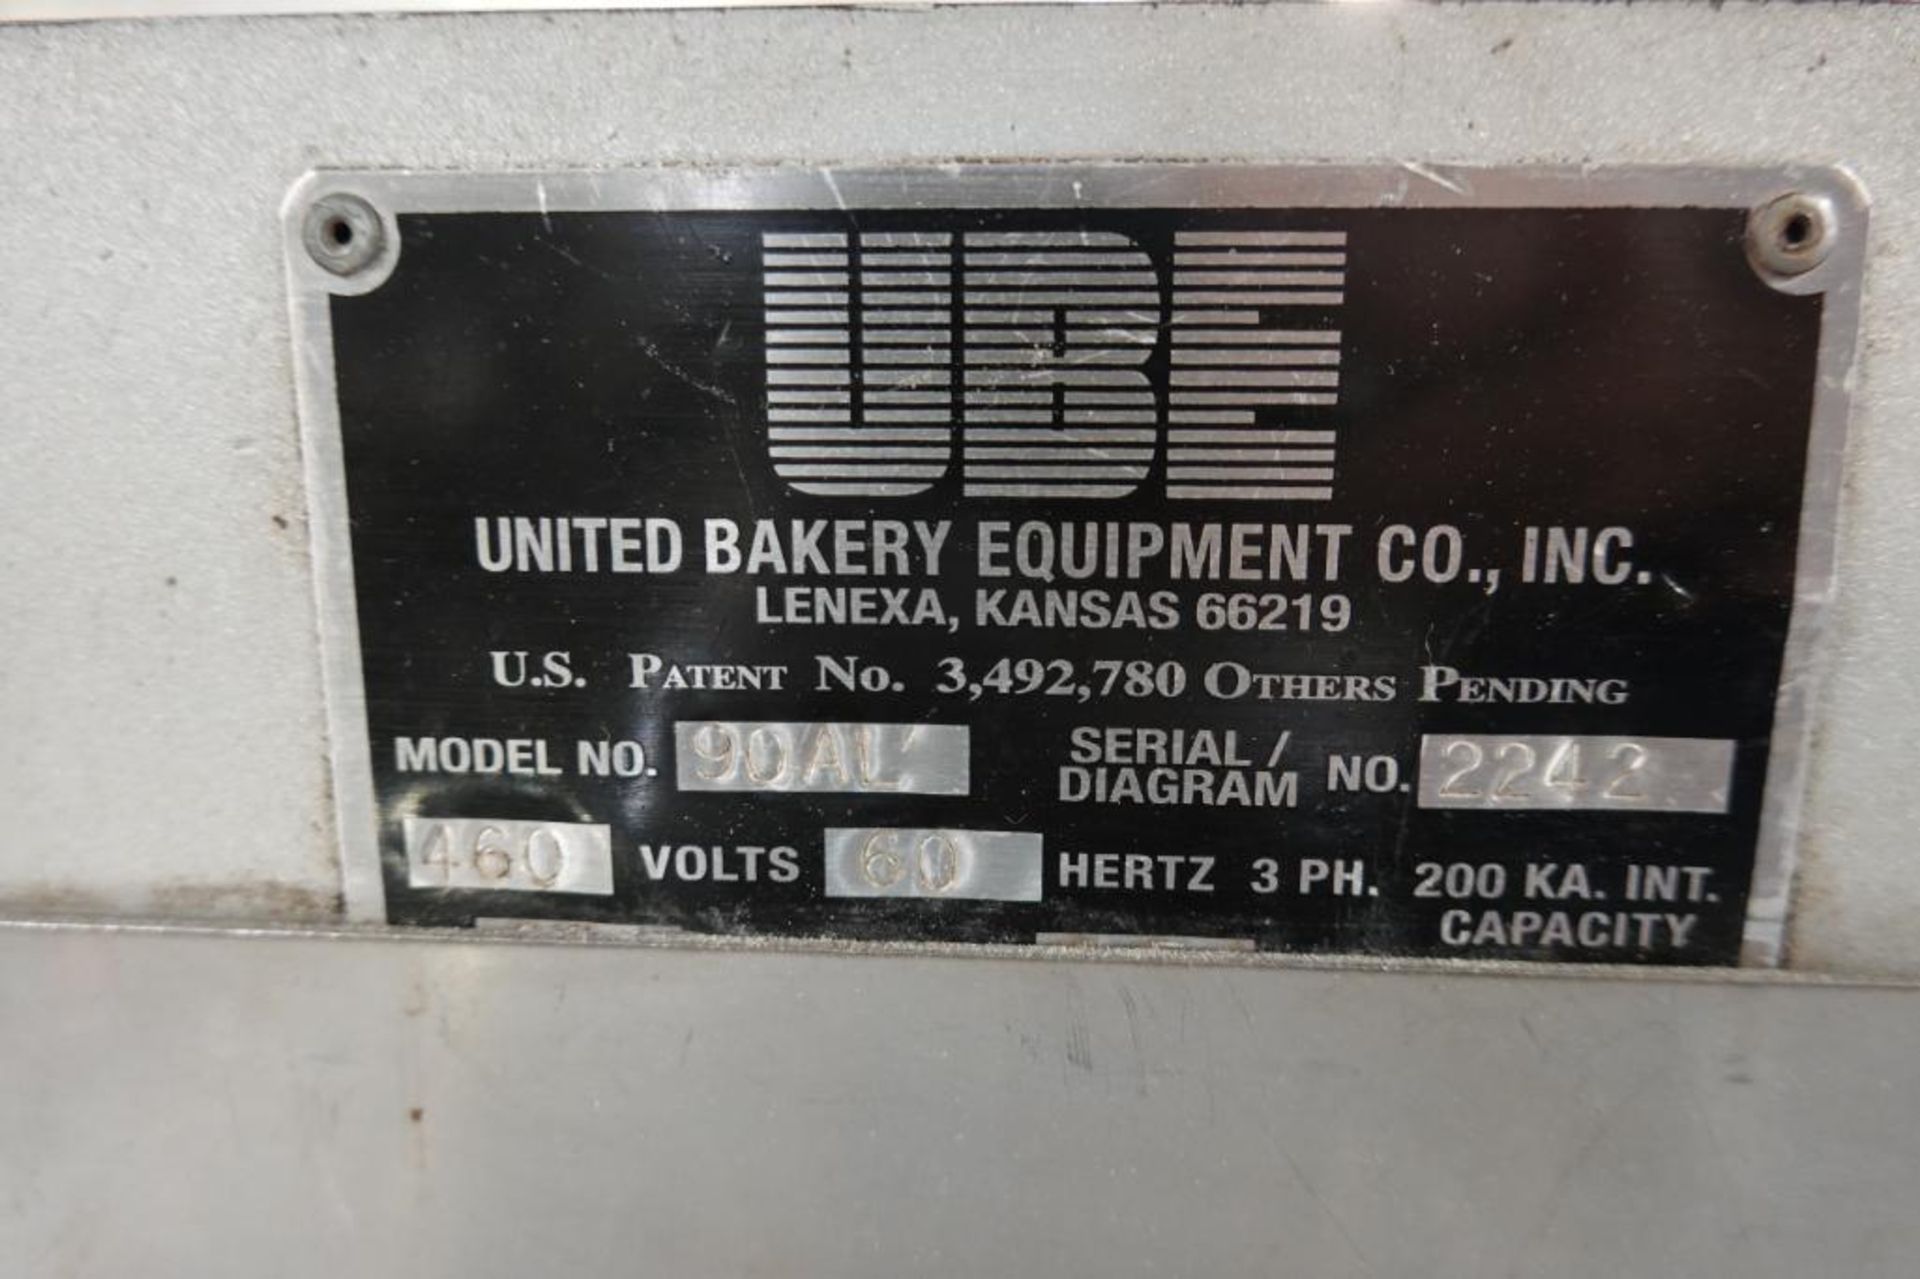 UBE
UNITED BAKERY EQUIPMENT CO., INC.
LENEXA, KANSAS 66219
U.S. PATENT NO. 3,492,780 OTHERS PENDING
MODEL NO. 90AL SERIAL / DIAGRAM NO. 2242
460 VOLTS 60 HERTZ 3 PH. 200 KA. INT.
CAPACITY